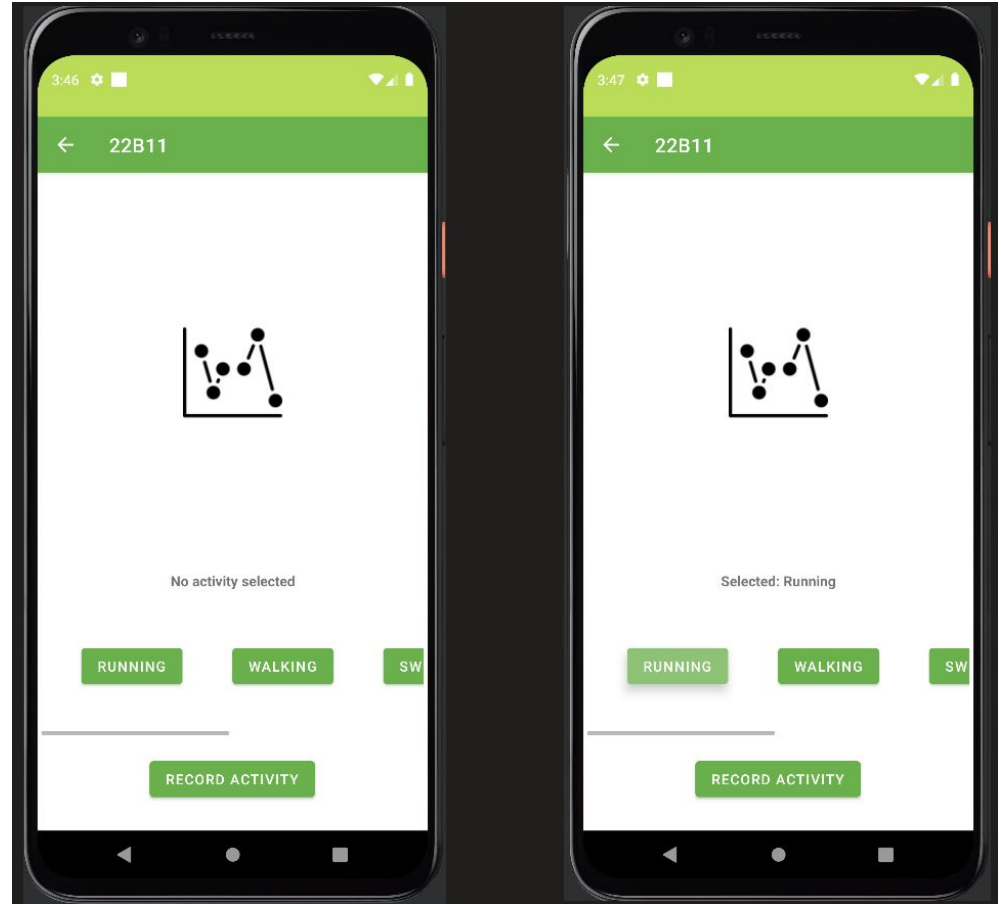 3:46
22B11
No activity selected
RUNNING WALKING SW
RECORD ACTIVITY
3:47
22B11
Selected: Running
RUNNING WALKING SW
RECORD ACTIVITY